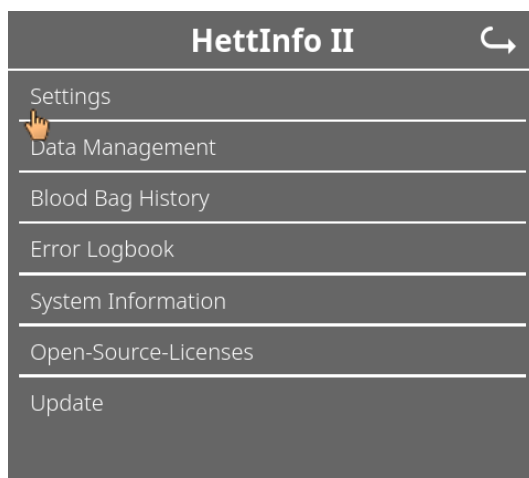 HettInfo II
Settings
Data Management
Blood Bag History
Error Logbook
System Information
Open-Source-Licenses
Update